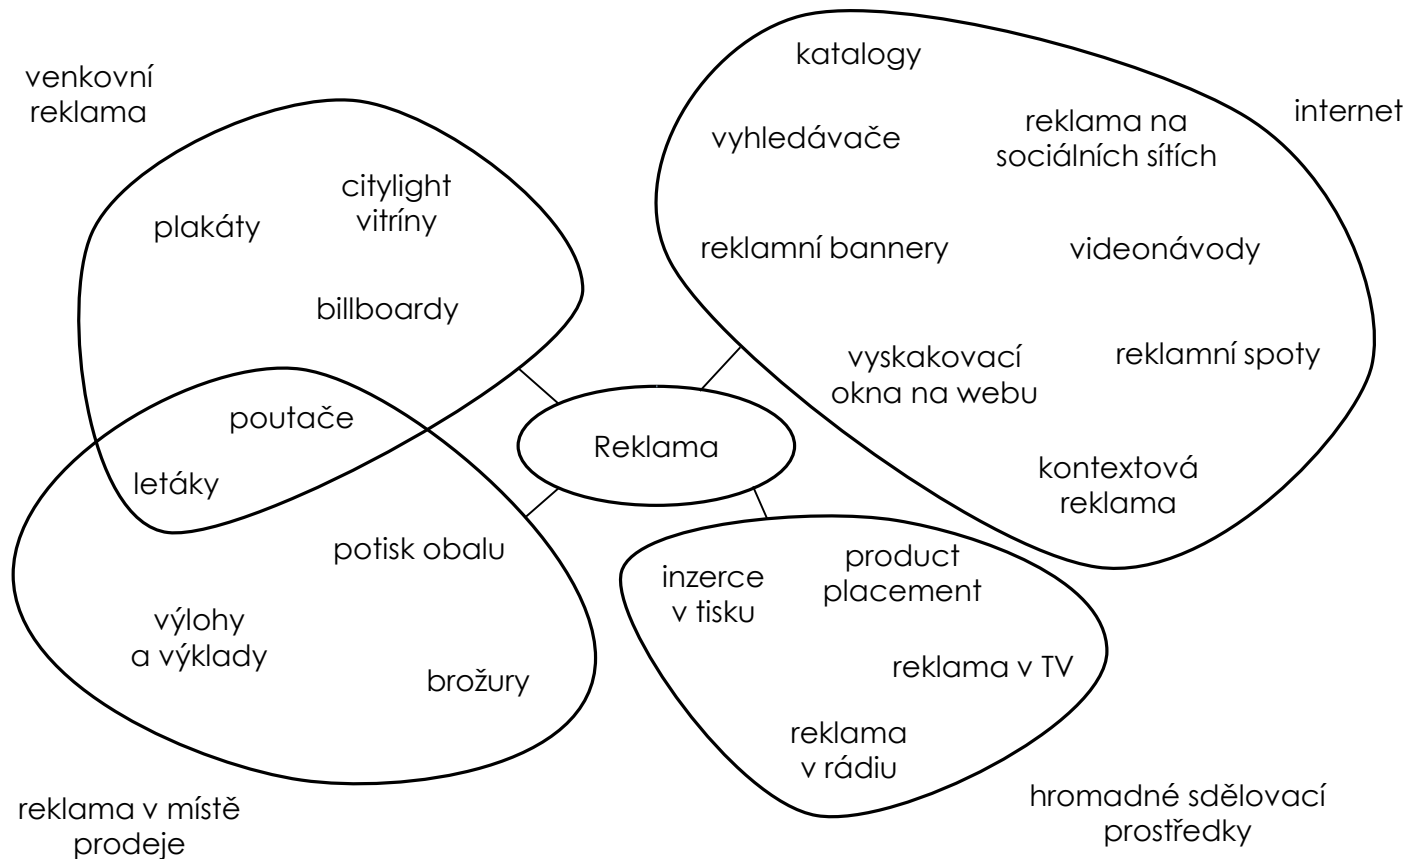 venkovní
reklama
plakáty
citylight
vitríny
billboardy
poutače
letáky
potisk obalu
výlohy
a výklady
brožury
reklama v místě
prodeje
Reklama
internet
katalogy
vyhledávače
reklama na
sociálních sítích
reklamní bannery
videonávody
vyskakovací
okna na webu
reklamní spoty
kontextová
reklama
inzerce
v tisku
product
placement
reklama v TV
reklama
v rádiu
hromadné sdělovací
prostředky